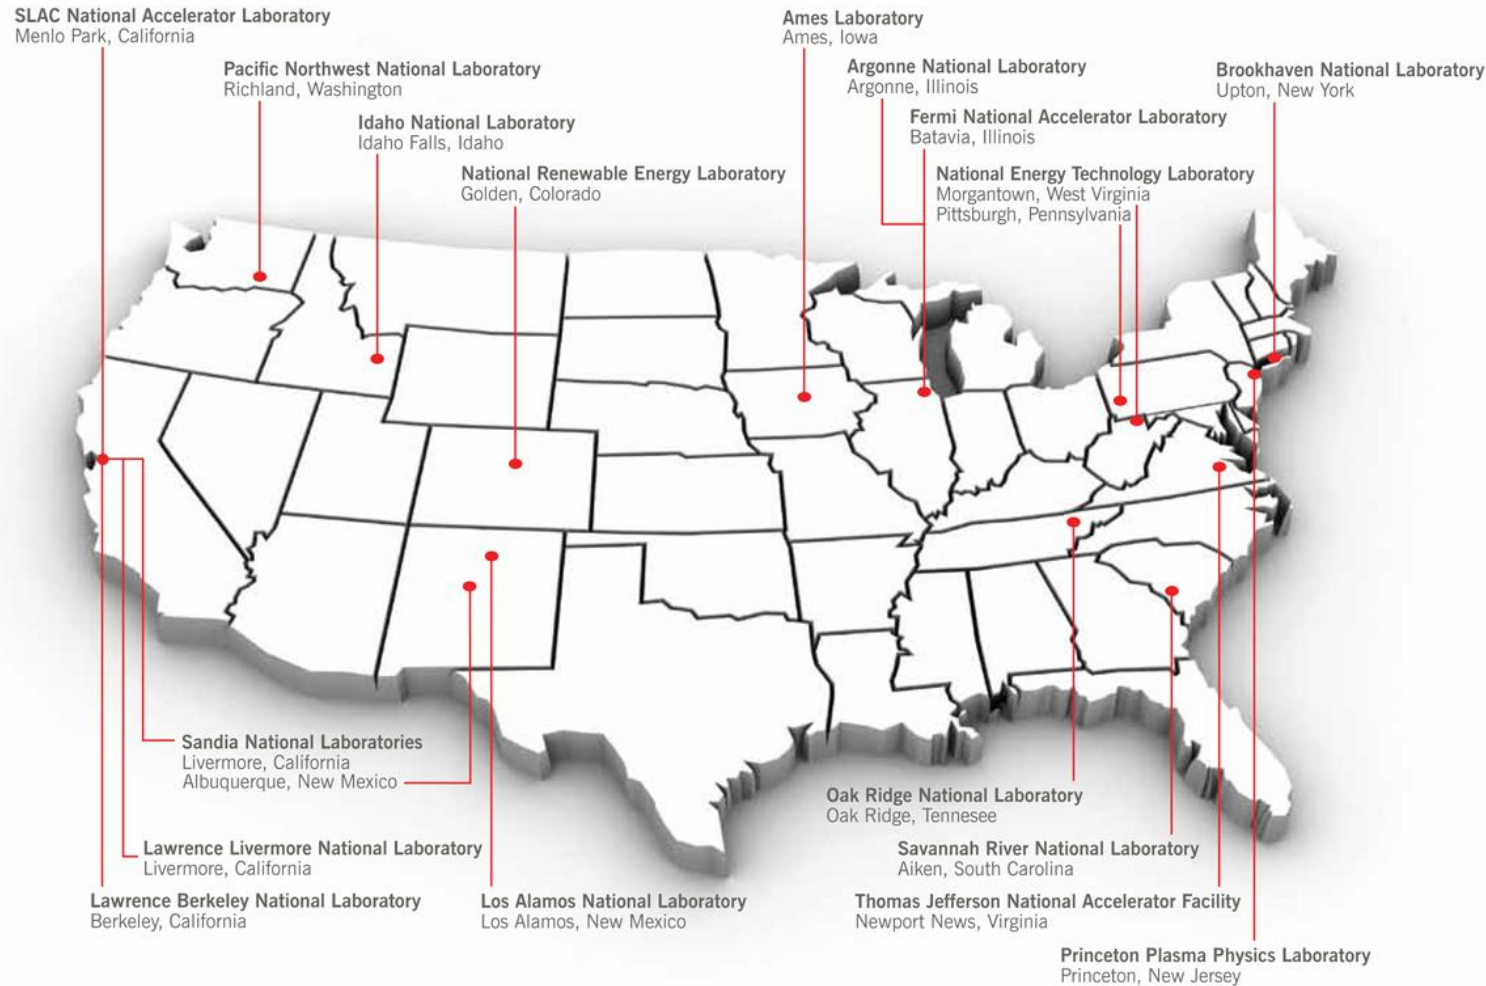 SLAC National Accelerator Laboratory
Menlo Park, California
Pacific Northwest National Laboratory
Richland, Washington
Idaho National Laboratory
Idaho Falls, Idaho
National Renewable Energy Laboratory
Golden, Colorado
Ames Laboratory
Ames, Iowa
Argonne National Laboratory
Argonne, Illinois
Fermi National Accelerator Laboratory
Batavia, Illinois
National Energy Technology Laboratory
Morgantown, West Virginia
Pittsburgh, Pennsylvania
Brookhaven National Laboratory
Upton, New York
Sandia National Laboratories
Livermore, California
Albuquerque, New Mexico
Lawrence Livermore National Laboratory
Livermore, California
Lawrence Berkeley National Laboratory
Berkeley, California
Los Alamos National Laboratory
Los Alamos, New Mexico
Oak Ridge National Laboratory
Oak Ridge, Tennesee
Savannah River National Laboratory
Aiken, South Carolina
Thomas Jefferson National Accelerator Facility
Newport News, Virginia
Princeton Plasma Physics Laboratory
Princeton, New Jersey